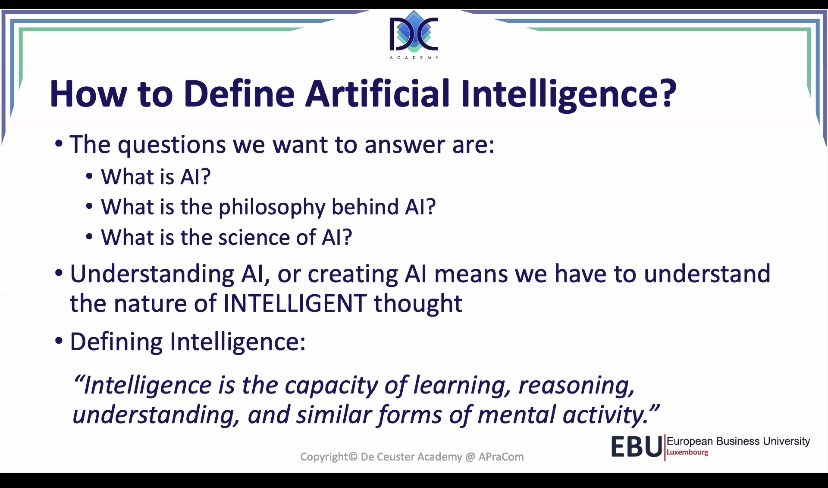 DC
ACADEMY
How to Define Artificial Intelligence?
• The questions we want to answer are:
• What is AI?
• What is the philosophy behind AI?
• What is the science of AI?
• Understanding AI, or creating AI means we have to understand
the nature of INTELLIGENT thought
• Defining Intelligence:
“Intelligence is the capacity of learning, reasoning,
understanding, and similar forms of mental activity.”
Copyright© De Ceuster Academy @ APraCom
EBU European Business University
Luxembourg